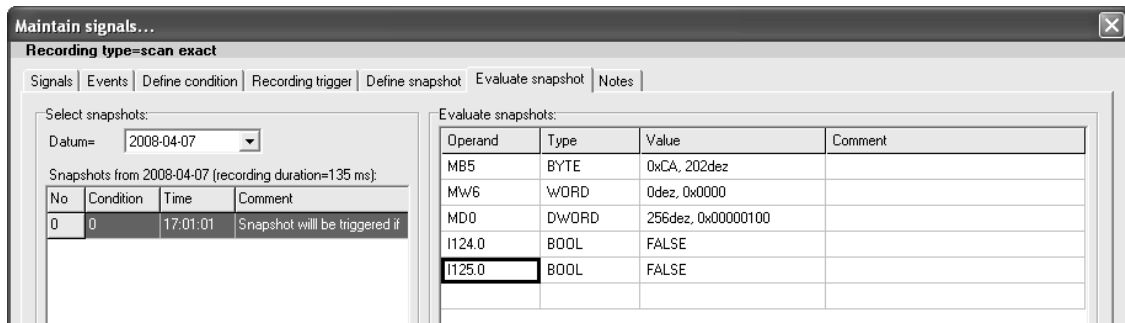 Maintain signals...
Recording type=scan exact
Signals Events Define condition Recording trigger Define snapshot Evaluate snapshot Notes
Select snapshots:
Datum= 2008-04-07
Snapshots from 2008-04-07 (recording duration=135 ms):
No Condition Time Comment
0 0 17:01:01 Snapshot willl be triggered if
Evaluate snapshots:
Operand Type Value Comment
MB5 BYTE 0xCA, 202dez
MW6 WORD 0dez, 0x0000
MD0 DWORD 256dez, 0x00000100
I124.0 BOOL FALSE
I125.0 BOOL FALSE